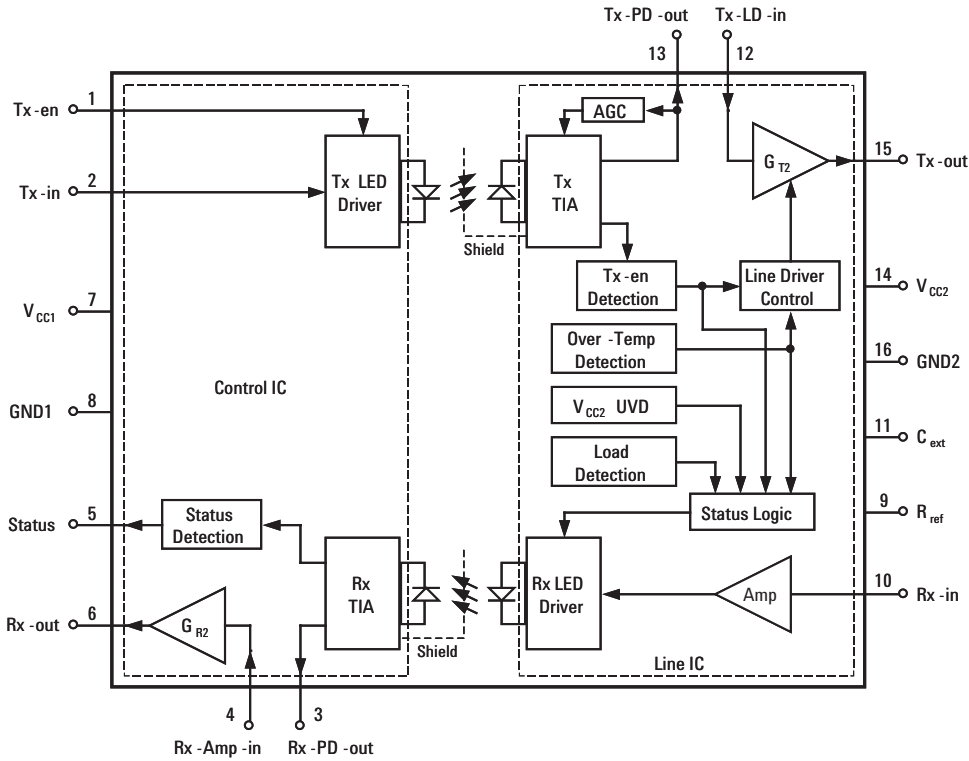 Tx-PD-out
Tx-LD-in
13
12
1
Tx-en
AGC
15
Tx-out
G T2
2
Tx-in
Tx LED
Driver
Tx
TIA
Shield
Tx-en
Detection
Line Driver
Control
14
V CC2
7
V CC1
Over-Temp
Detection
16
GND2
Control IC
8
GND1
V CC2 UVD
11
C ext
Load
Detection
5
Status
Status
Detection
Status Logic
9
R ref
Rx
TIA
Rx LED
Driver
Amp
10
Rx-in
6
Rx-out
G R2
Shield
Line IC
4
3
Rx-Amp-in
Rx-PD-out